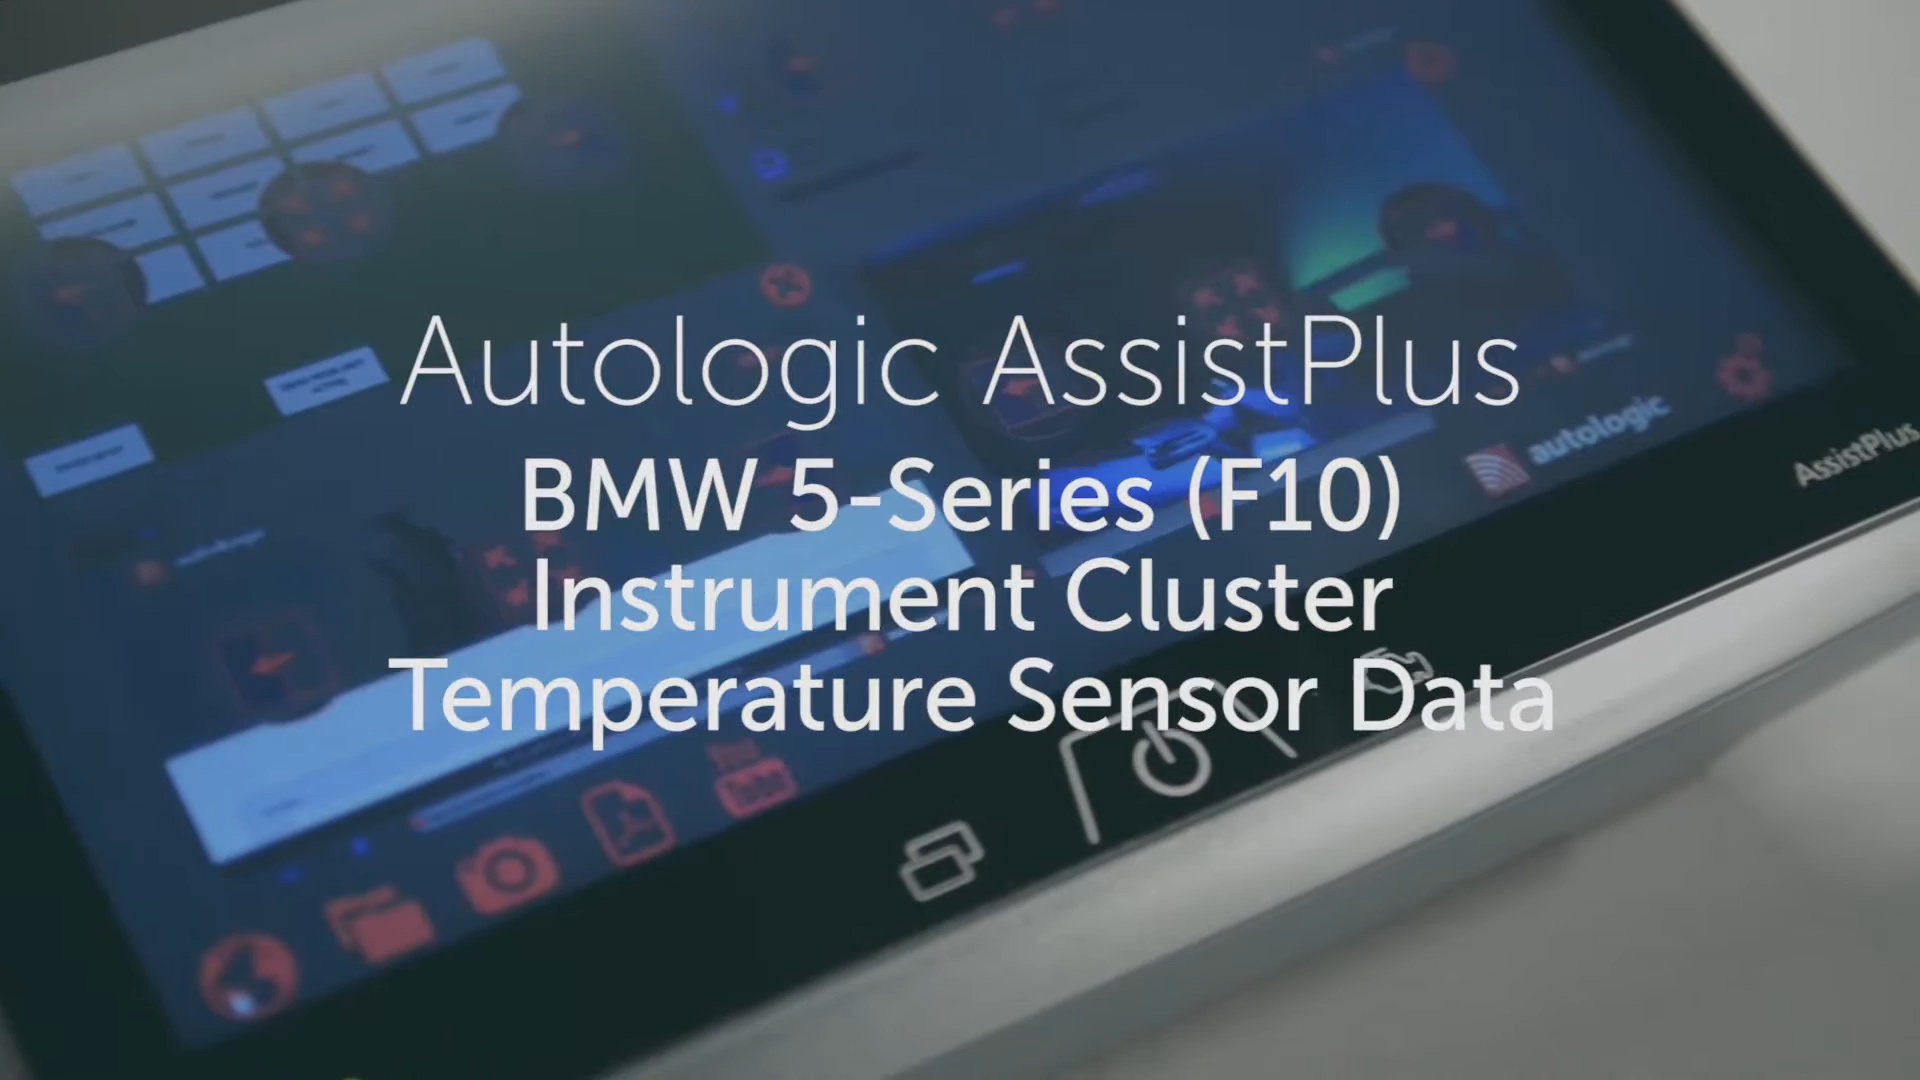 Autologic AssistPlus
BMW 5-Series (F10)
Instrument Cluster
Temperature Sensor Data
autologic
AssistPlus